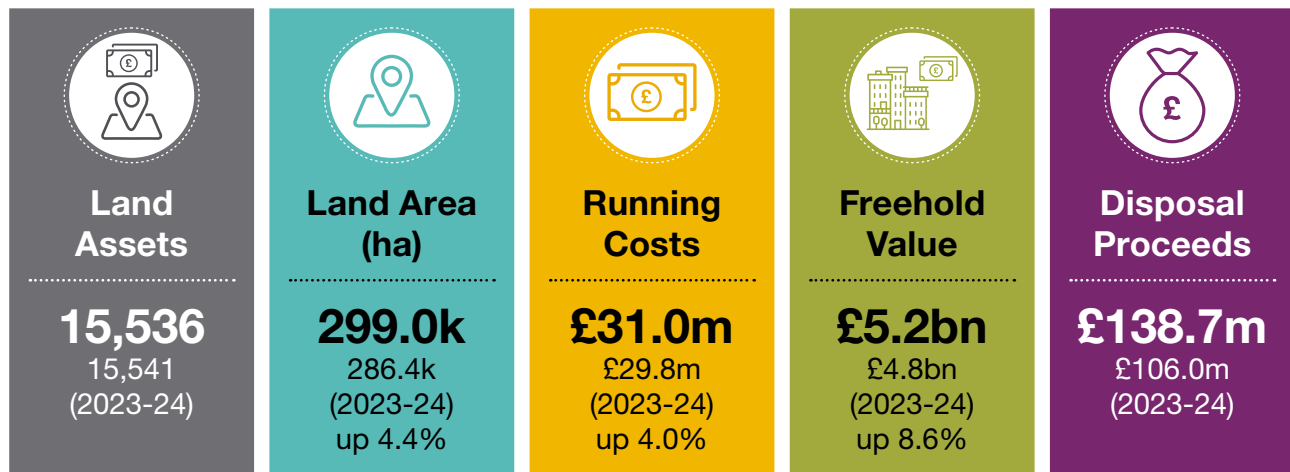 £
Land
Assets
15,536
15,541
(2023-24)
£
Land Area
(ha)
299.0k
286.4k
(2023-24)
up 4.4%
£
Running
Costs
£31.0m
£29.8m
(2023-24)
up 4.0%
£
Freehold
Value
£5.2bn
£4.8bn
(2023-24)
up 8.6%
£
Disposal
Proceeds
£138.7m
£106.0m
(2023-24)